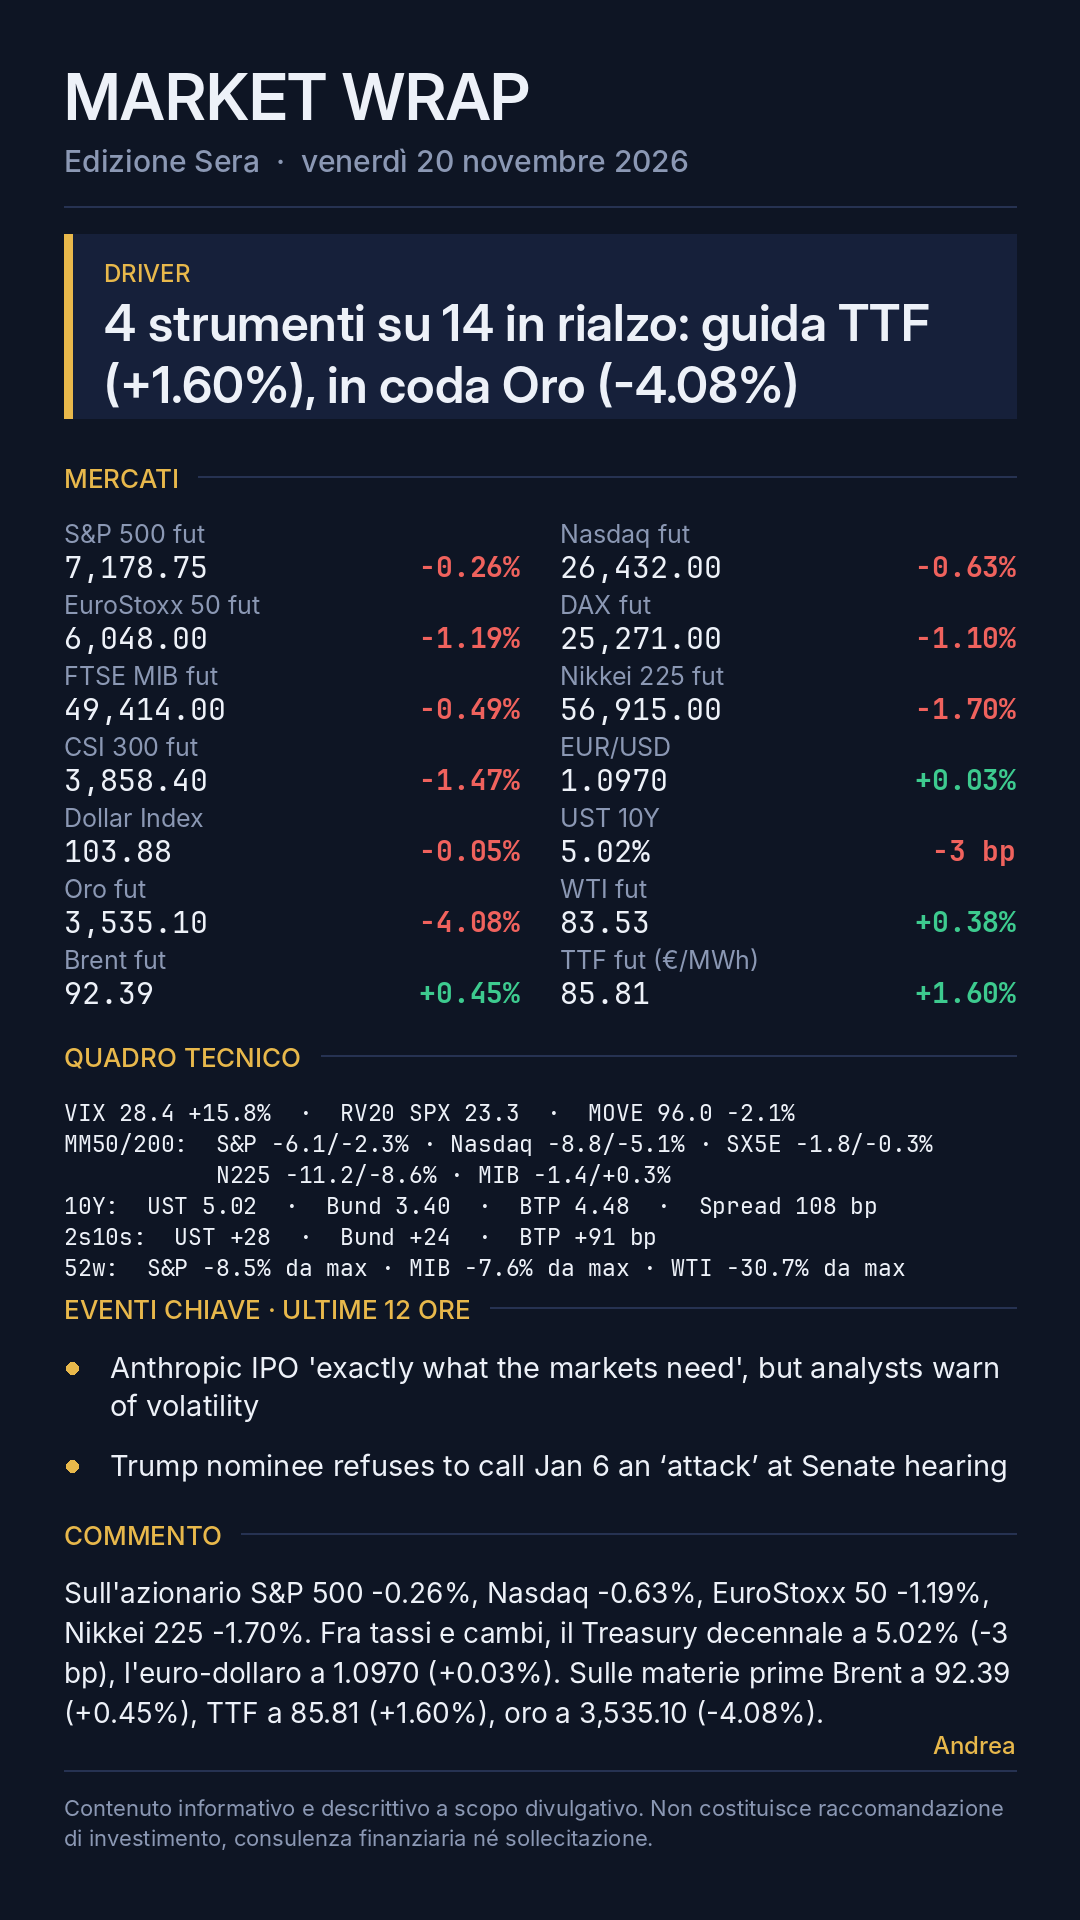 MARKET WRAP
Edizione Sera · venerdì 20 novembre 2026
DRIVER
4 strumenti su 14 in rialzo: guida TTF
(+1.60%), in coda Oro (-4.08%)
MERCATI
S&P 500 fut
7,178.75 -0.26%
Nasdaq fut
26,432.00 -0.63%
EuroStoxx 50 fut
6,048.00 -1.19%
DAX fut
25,271.00 -1.10%
FTSE MIB fut
49,414.00 -0.49%
Nikkei 225 fut
56,915.00 -1.70%
CSI 300 fut
3,858.40 -1.47%
EUR/USD
1.0970 +0.03%
Dollar Index
103.88 -0.05%
UST 10Y
5.02% -3 bp
Oro fut
3,535.10 -4.08%
WTI fut
83.53 +0.38%
Brent fut
92.39 +0.45%
TTF fut (€/MWh)
85.81 +1.60%
QUADRO TECNICO
VIX 28.4 +15.8% · RV20 SPX 23.3 · MOVE 96.0 -2.1%
MM50/200: S&P -6.1/-2.3% · Nasdaq -8.8/-5.1% · SX5E -1.8/-0.3%
N225 -11.2/-8.6% · MIB -1.4/+0.3%
10Y: UST 5.02 · Bund 3.40 · BTP 4.48 · Spread 108 bp
2s10s: UST +28 · Bund +24 · BTP +91 bp
52w: S&P -8.5% da max · MIB -7.6% da max · WTI -30.7% da max
EVENTI CHIAVE · ULTIME 12 ORE
Anthropic IPO 'exactly what the markets need', but analysts warn
of volatility
Trump nominee refuses to call Jan 6 an ‘attack’ at Senate hearing
COMMENTO
Sull'azionario S&P 500 -0.26%, Nasdaq -0.63%, EuroStoxx 50 -1.19%,
Nikkei 225 -1.70%. Fra tassi e cambi, il Treasury decennale a 5.02% (-3
bp), l'euro-dollaro a 1.0970 (+0.03%). Sulle materie prime Brent a 92.39
(+0.45%), TTF a 85.81 (+1.60%), oro a 3,535.10 (-4.08%).
Andrea
Contenuto informativo e descrittivo a scopo divulgativo. Non costituisce raccomandazione
di investimento, consulenza finanziaria né sollecitazione.